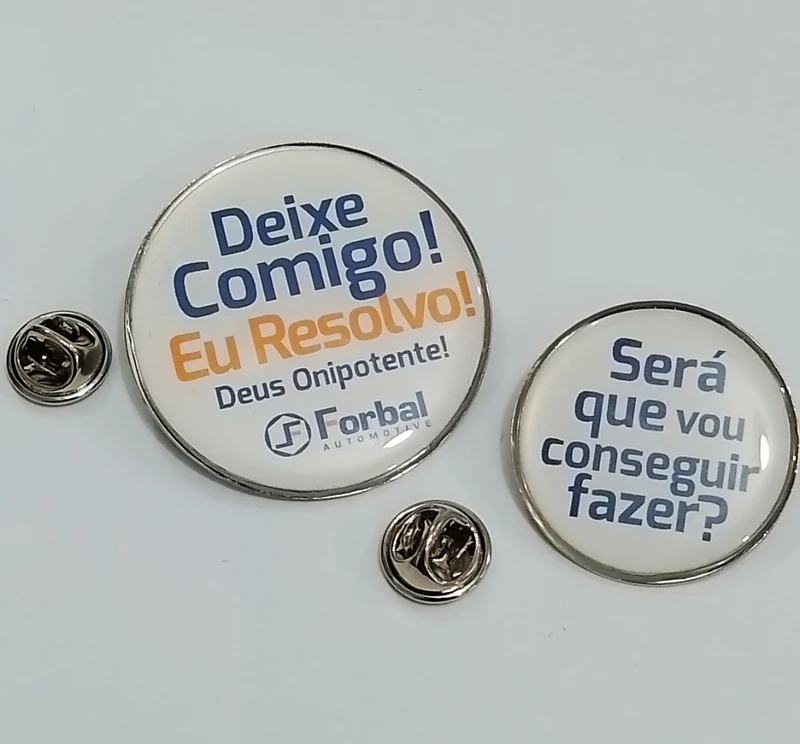 Deixe
Comigo!
Eu Resolvo!
Deus Onipotente!
Forbal
AUTOMOTIVE
Será
que vou
conseguir
fazer?